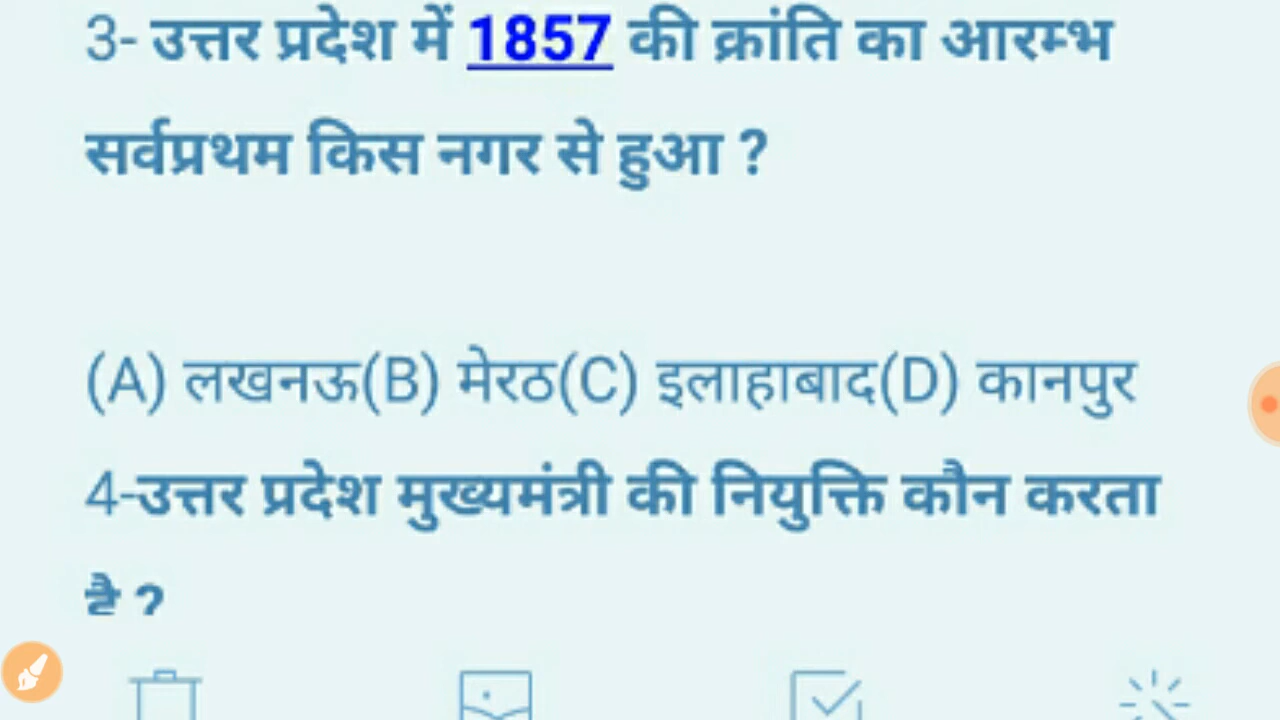 3- उत्तर प्रदेश में 1857 की क्रांति का आरम्भ
सर्वप्रथम किस नगर से हुआ ?
(A) लखनऊ(B) मेरठ(C) इलाहाबाद(D) कानपुर
4-उत्तर प्रदेश मुख्यमंत्री की नियुक्ति कौन करता
है ?